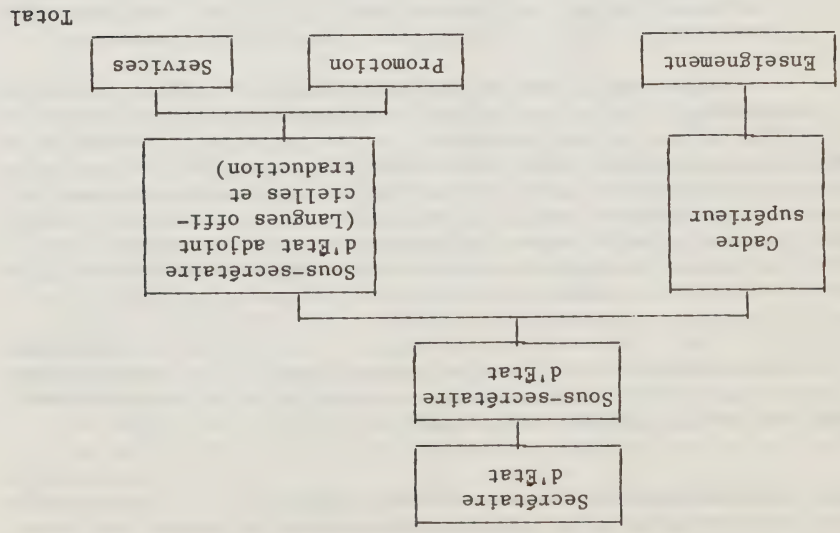 Secrétaire
d'État
Sous-secrétaire
d'État
Cadre
supérieur
Sous-secrétaire
d'État adjoint
(Langues offi-
cielles et
traduction)
Enseignement
Promotion
Services
Total